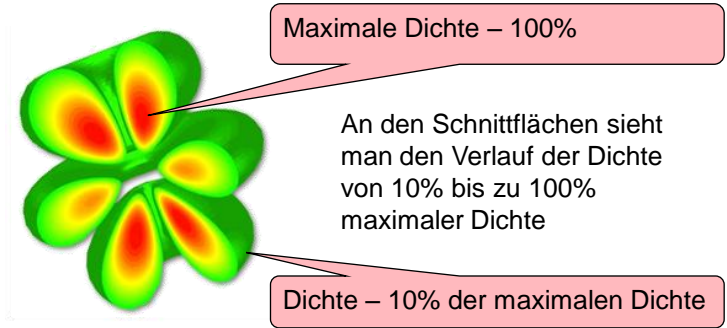 Maximale Dichte – 100%
An den Schnittflächen sieht
man den Verlauf der Dichte
von 10% bis zu 100%
maximaler Dichte
Dichte – 10% der maximalen Dichte